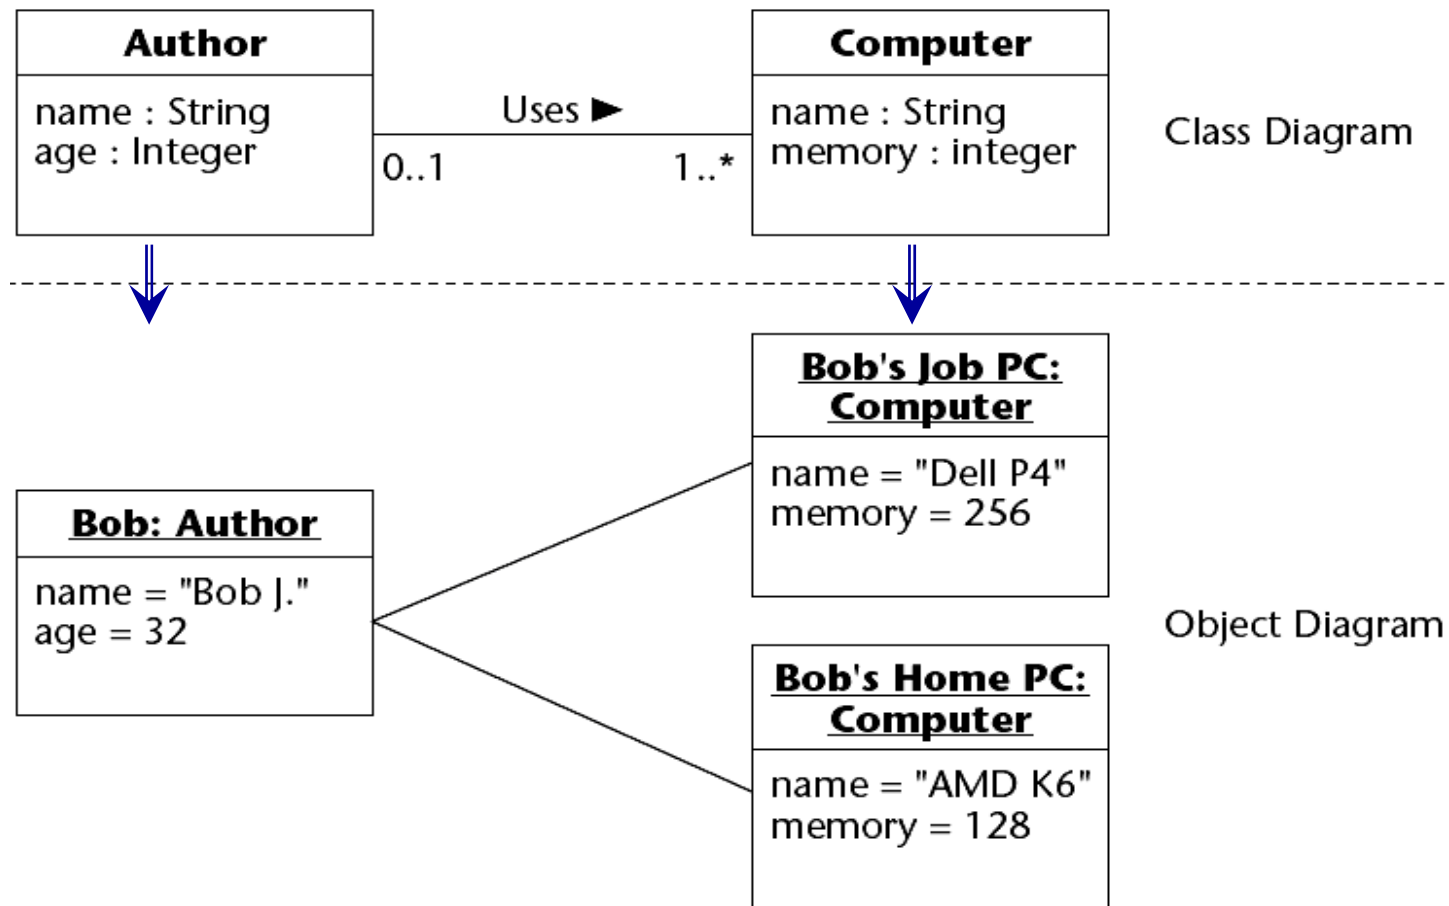 Author
name : String
age : Integer
Uses ►
0..1
1..*
Computer
name : String
memory : integer
Class Diagram
Bob's Job PC:
Computer
name = "Dell P4"
memory = 256
Bob: Author
name = "Bob J."
age = 32
Object Diagram
Bob's Home PC:
Computer
name = "AMD K6"
memory = 128